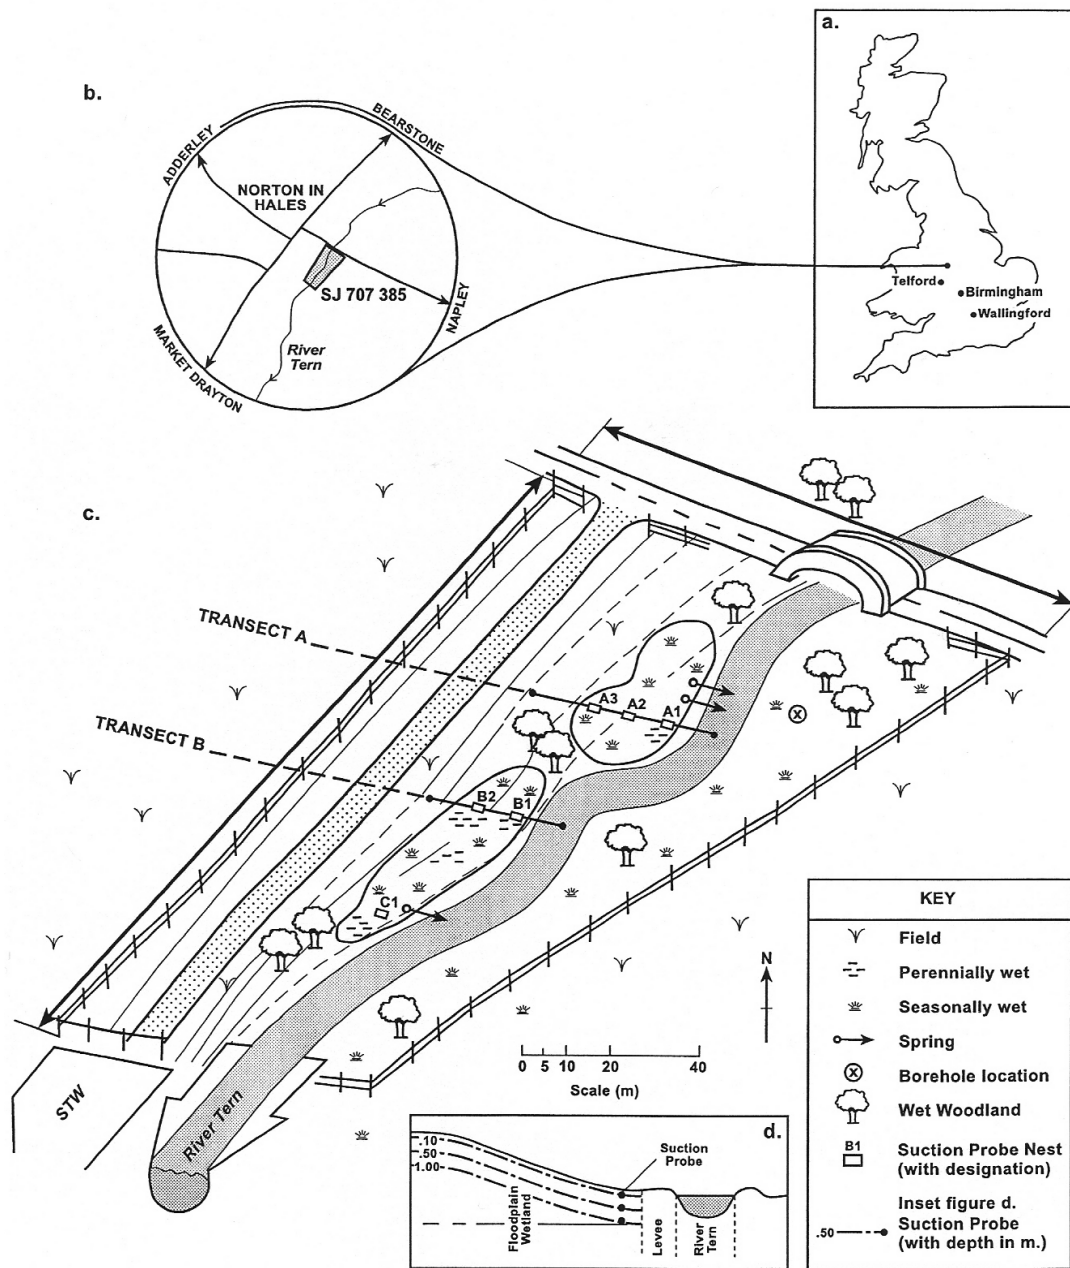 a.
b.
ADDERLEY
BEARSTONE
NORTON IN
HALES
SJ 707 385
NAPLEY
River
Tern
MARKET DRAYTON
Telford
Birmingham
Wallingford
c.
TRANSECT A
TRANSECT B
A3
A2
A1
B2
B1
C1
x
STW
River Tern
N
0 5 10 20 40
Scale (m)
d.
.10
.50
1.00
Suction
Probe
Floodplain
Wetland
Levee
River
Tern
KEY
Field
Perennially wet
Seasonally wet
Spring
x
Borehole location
Wet Woodland
B1
Suction Probe Nest
(with designation)
Inset figure d.
.50
Suction Probe
(with depth in m.)